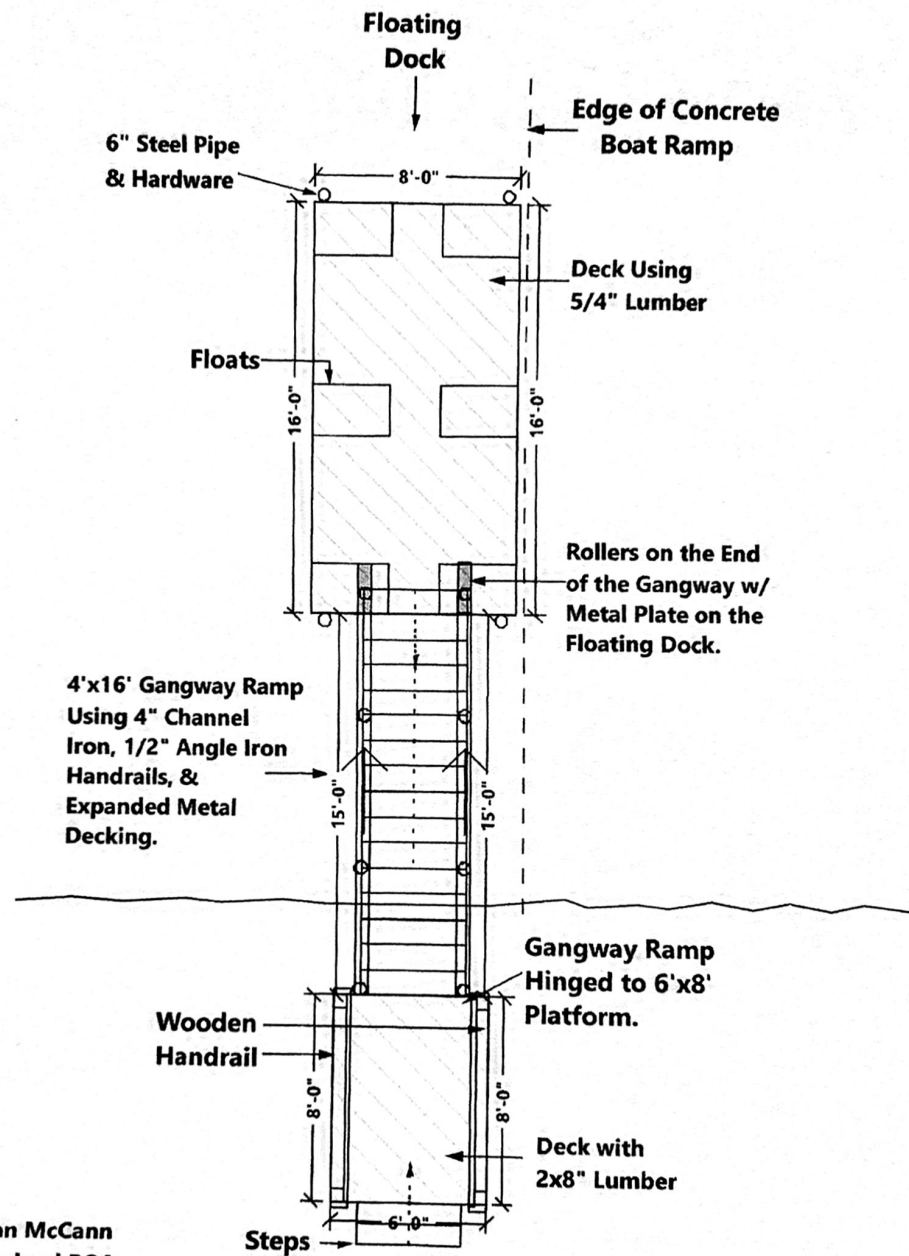 Floating
Dock
Edge of Concrete
Boat Ramp
6" Steel Pipe
& Hardware
8'-0"
Deck Using
5/4" Lumber
Floats
16'-0"
16'-0"
Rollers on the End
of the Gangway w/
Metal Plate on the
Floating Dock.
4'x16' Gangway Ramp
Using 4" Channel
Iron, 1/2" Angle Iron
Handrails, &
Expanded Metal
Decking.
15'-0"
15'-0"
Gangway Ramp
Hinged to 6'x8'
Platform.
Wooden
Handrail
8'-0"
8'-0"
Deck with
2x8" Lumber
6'-0"
Steps
McCann